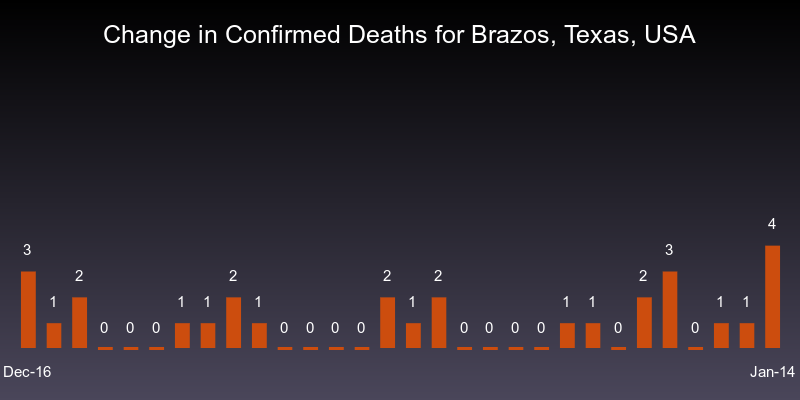 Change in Confirmed Deaths for Brazos, Texas, USA
4
3 3
2 2 2 2 2
1 1 1 1 1 1 1 1 1
0 0 0 0 0 0 0 0 0 0 0 0 0
Dec-16 Jan-14